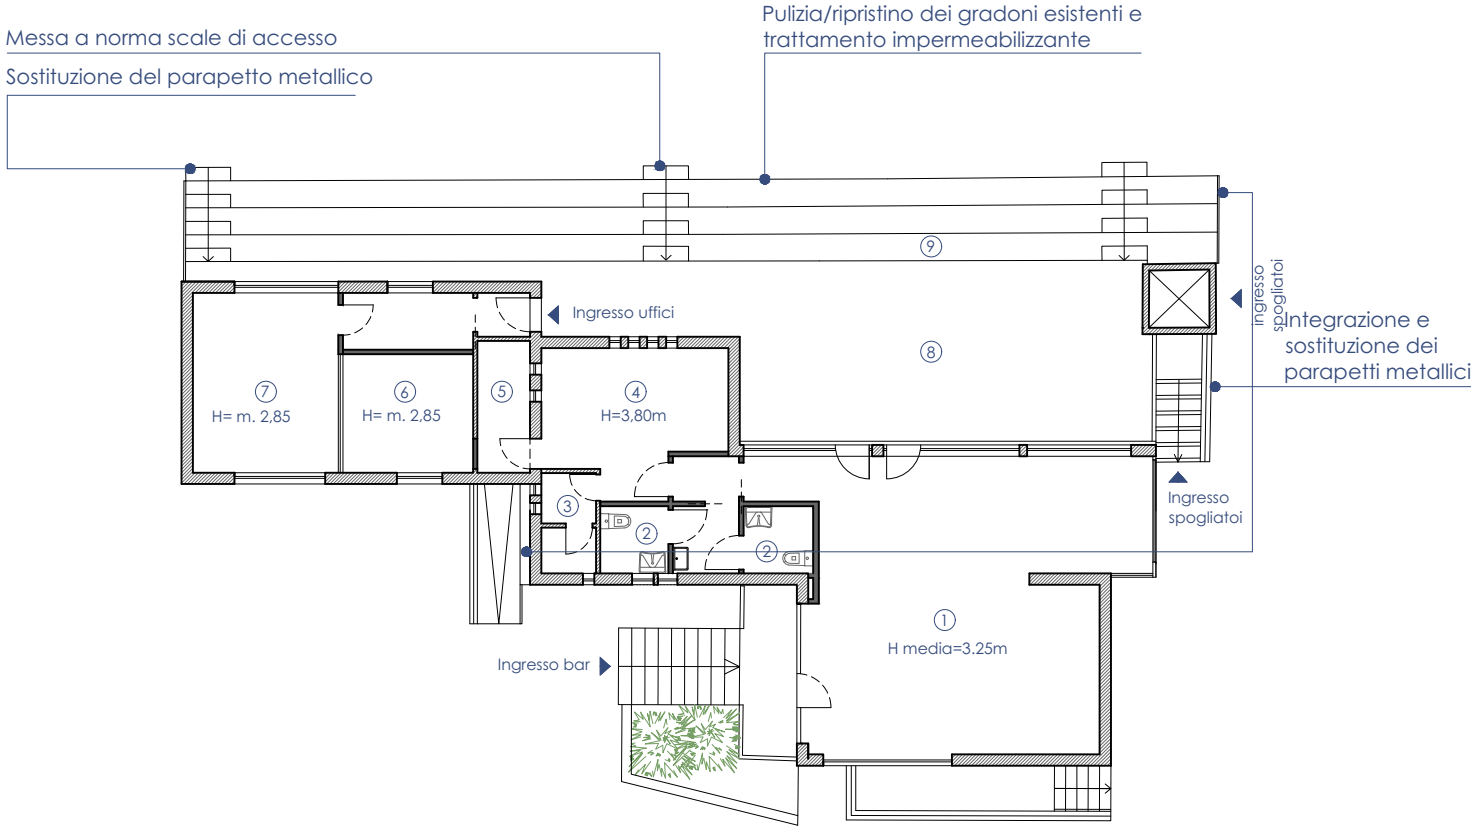 Pulizia/ripristino dei gradoni esistenti e
trattamento impermeabilizzante
Messa a norma scale di accesso
Sostituzione del parapetto metallico
9
ingresso
spogliatoi
Ingresso uffici
Integrazione e
sostituzione dei
parapetti metallici
8
7
H= m. 2,85
6
H= m. 2,85
5
4
H=3,80m
Ingresso
spogliatoi
3
2
2
1
H media=3.25m
Ingresso bar